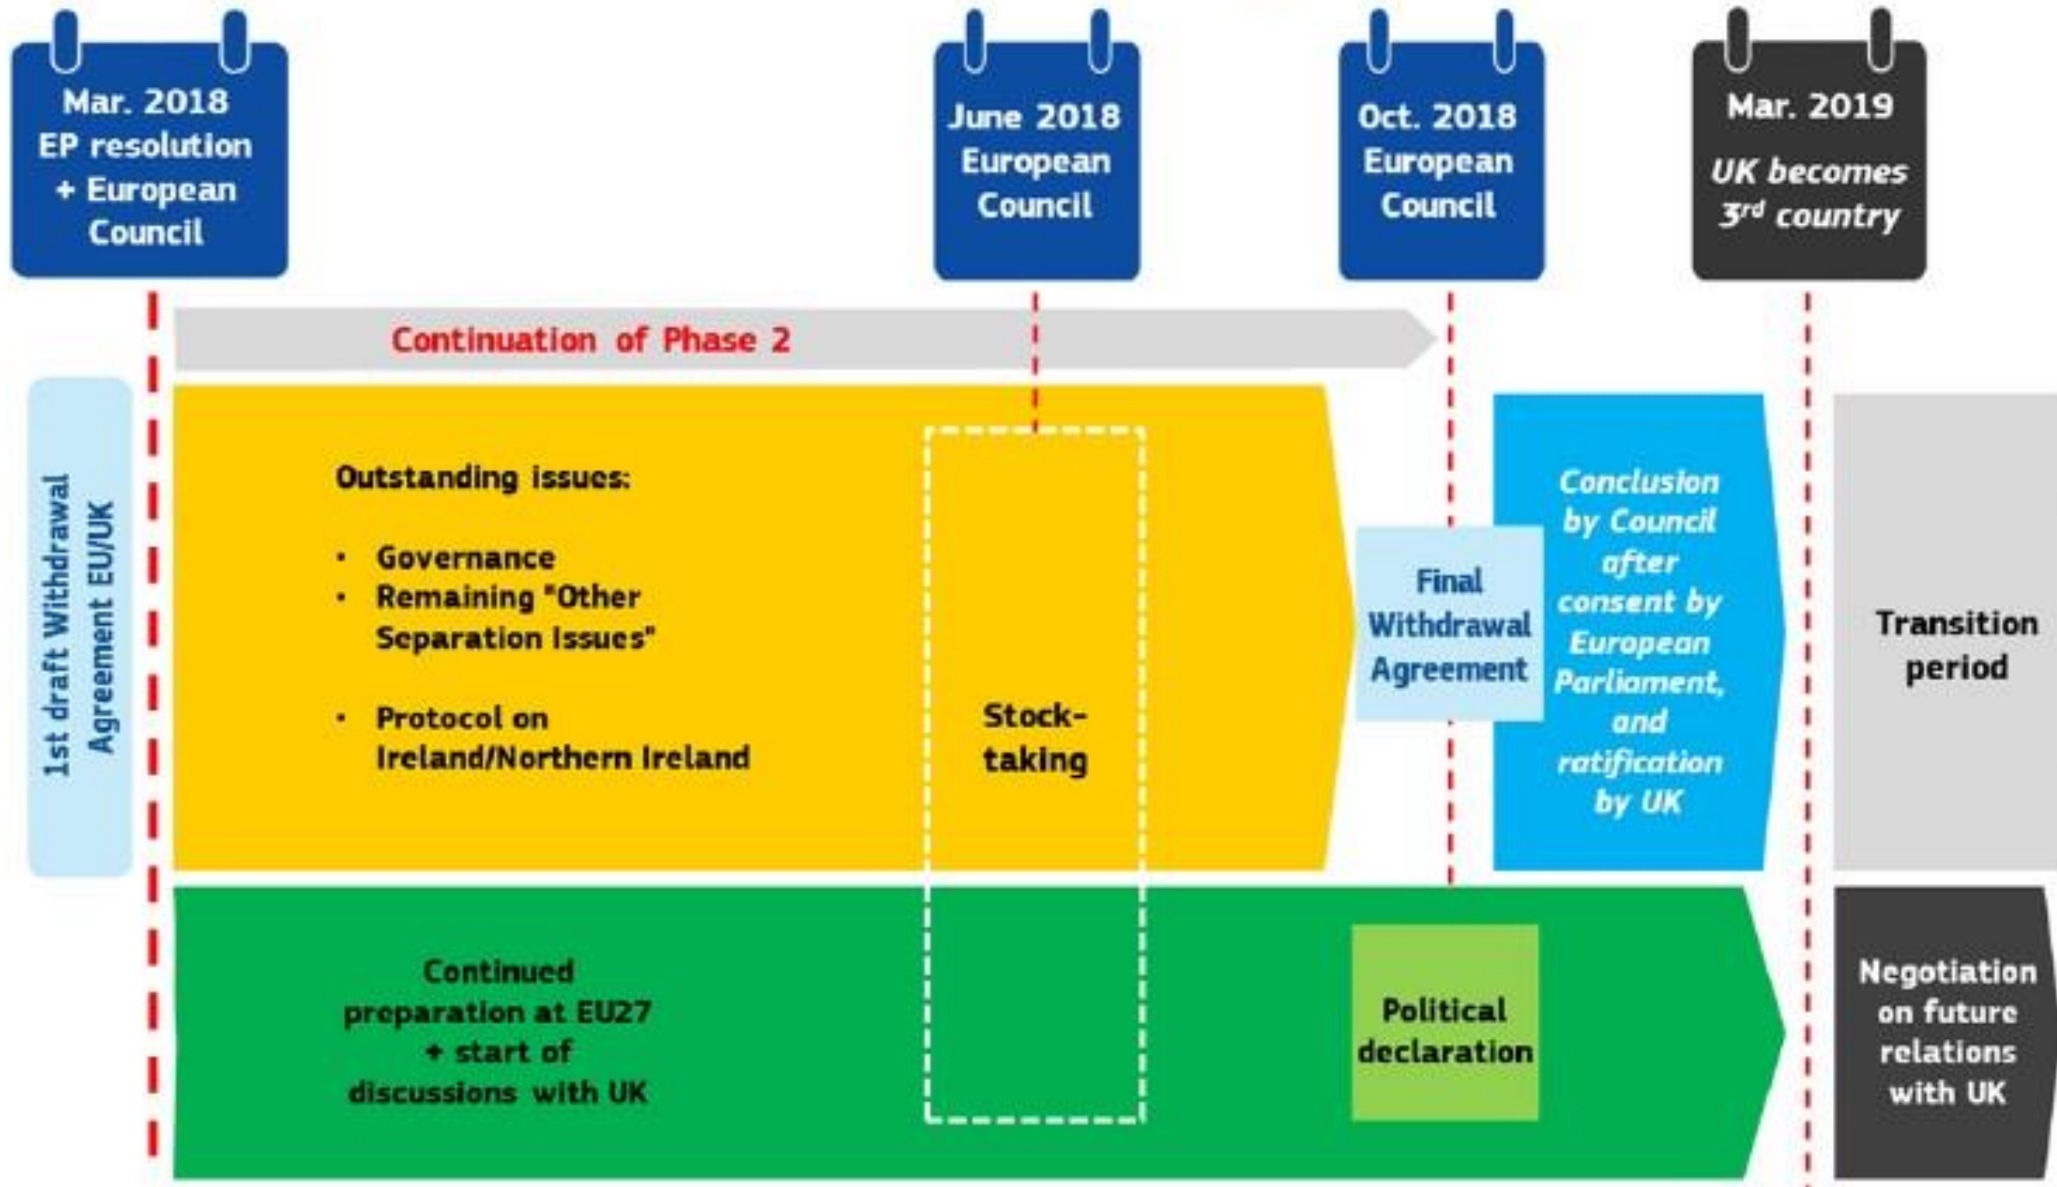 Mar. 2018
EP resolution
+ European
Council
June 2018
European
Council
Oct. 2018
European
Council
Mar. 2019
UK becomes
3rd country
Continuation of Phase 2
1st draft Withdrawal
Agreement EU/UK
Outstanding issues:
• Governance
• Remaining "Other
Separation Issues"
• Protocol on
Ireland/Northern Ireland
Stock-
taking
Final
Withdrawal
Agreement
Conclusion
by Council
after
consent by
European
Parliament,
and
ratification
by UK
Transition
period
Continued
preparation at EU27
+ start of
discussions with UK
Political
declaration
Negotiation
on future
relations
with UK